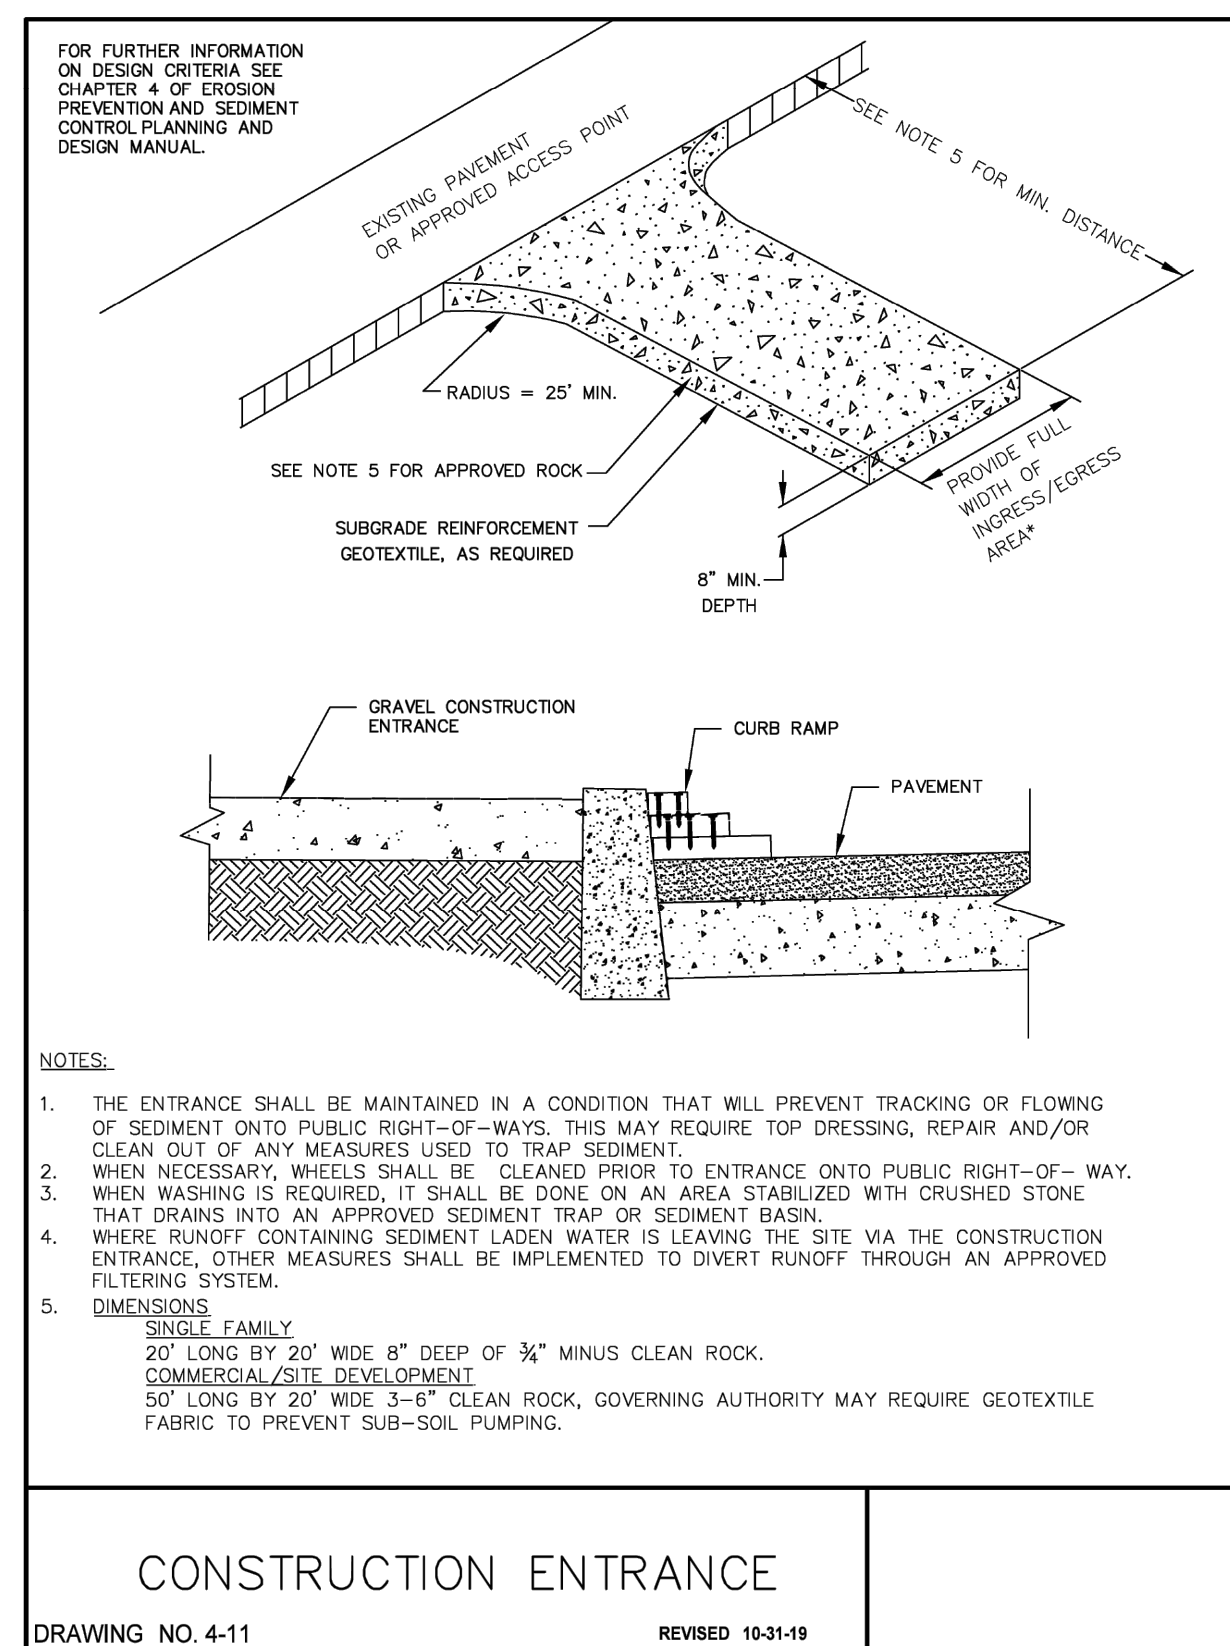 FOR FURTHER INFORMATION
ON DESIGN CRITERIA SEE
CHAPTER 4 OF EROSION
PREVENTION AND SEDIMENT
CONTROL PLANNING AND
DESIGN MANUAL.
EXISTING PAVEMENT
OR APPROVED ACCESS POINT
SEE NOTE 5 FOR MIN. DISTANCE
RADIUS = 25' MIN.
SEE NOTE 5 FOR APPROVED ROCK
SUBGRADE REINFORCEMENT
GEOTEXTILE, AS REQUIRED
PROVIDE FULL
WIDTH OF
INGRESS/EGRESS
AREA*
8" MIN.
DEPTH
GRAVEL CONSTRUCTION
ENTRANCE
CURB RAMP
PAVEMENT
NOTES:
1. THE ENTRANCE SHALL BE MAINTAINED IN A CONDITION THAT WILL PREVENT TRACKING OR FLOWING
OF SEDIMENT ONTO PUBLIC RIGHT-OF-WAYS. THIS MAY REQUIRE TOP DRESSING, REPAIR AND/OR
CLEAN OUT OF ANY MEASURES USED TO TRAP SEDIMENT.
2. WHEN NECESSARY, WHEELS SHALL BE CLEANED PRIOR TO ENTRANCE ONTO PUBLIC RIGHT-OF- WAY.
3. WHEN WASHING IS REQUIRED, IT SHALL BE DONE ON AN AREA STABILIZED WITH CRUSHED STONE
THAT DRAINS INTO AN APPROVED SEDIMENT TRAP OR SEDIMENT BASIN.
4. WHERE RUNOFF CONTAINING SEDIMENT LADEN WATER IS LEAVING THE SITE VIA THE CONSTRUCTION
ENTRANCE, OTHER MEASURES SHALL BE IMPLEMENTED TO DIVERT RUNOFF THROUGH AN APPROVED
FILTERING SYSTEM.
5. DIMENSIONS
SINGLE FAMILY
20' LONG BY 20' WIDE 8" DEEP OF ¾" MINUS CLEAN ROCK.
COMMERCIAL/SITE DEVELOPMENT
50' LONG BY 20' WIDE 3-6" CLEAN ROCK, GOVERNING AUTHORITY MAY REQUIRE GEOTEXTILE
FABRIC TO PREVENT SUB-SOIL PUMPING.
CONSTRUCTION ENTRANCE
DRAWING NO. 4-11
REVISED 10-31-19